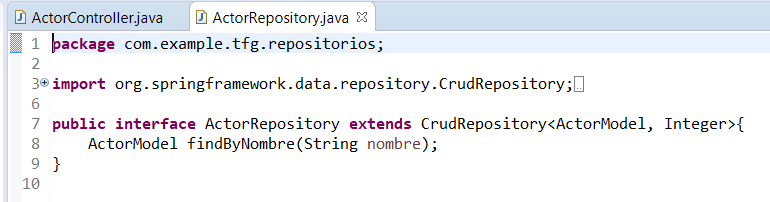 ActorController.java ActorRepository.java
1 package com.example.tfg.repositorios;
2
3 import org.springframework.data.repository.CrudRepository;
6
7 public interface ActorRepository extends CrudRepository<ActorModel, Integer>{
8 ActorModel findByNombre(String nombre);
9 }
10